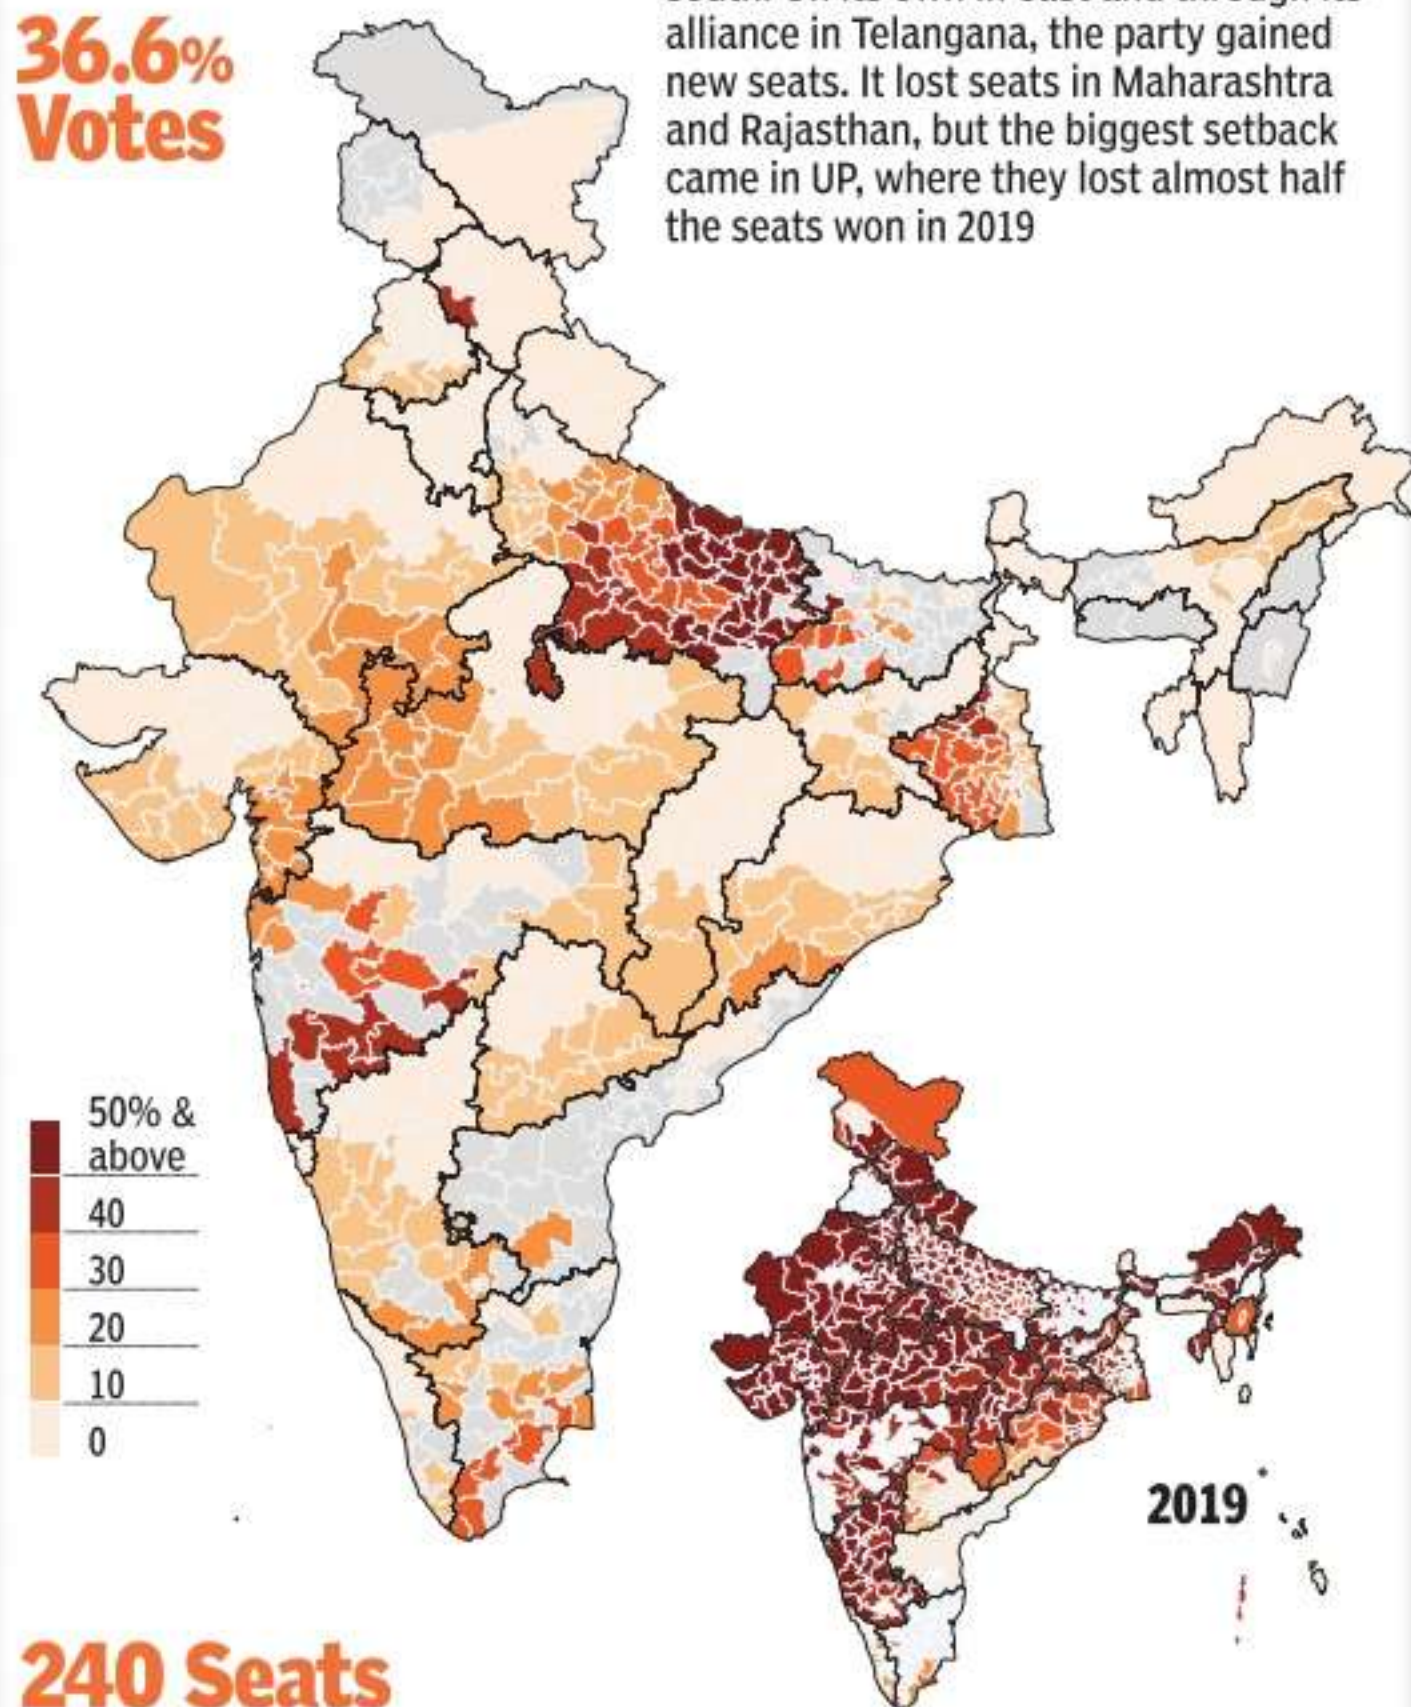 36.6%
Votes
alliance in Telangana, the party gained
new seats. It lost seats in Maharashtra
and Rajasthan, but the biggest setback
came in UP, where they lost almost half
the seats won in 2019
50% &
above
40
30
20
10
0
2019
240 Seats